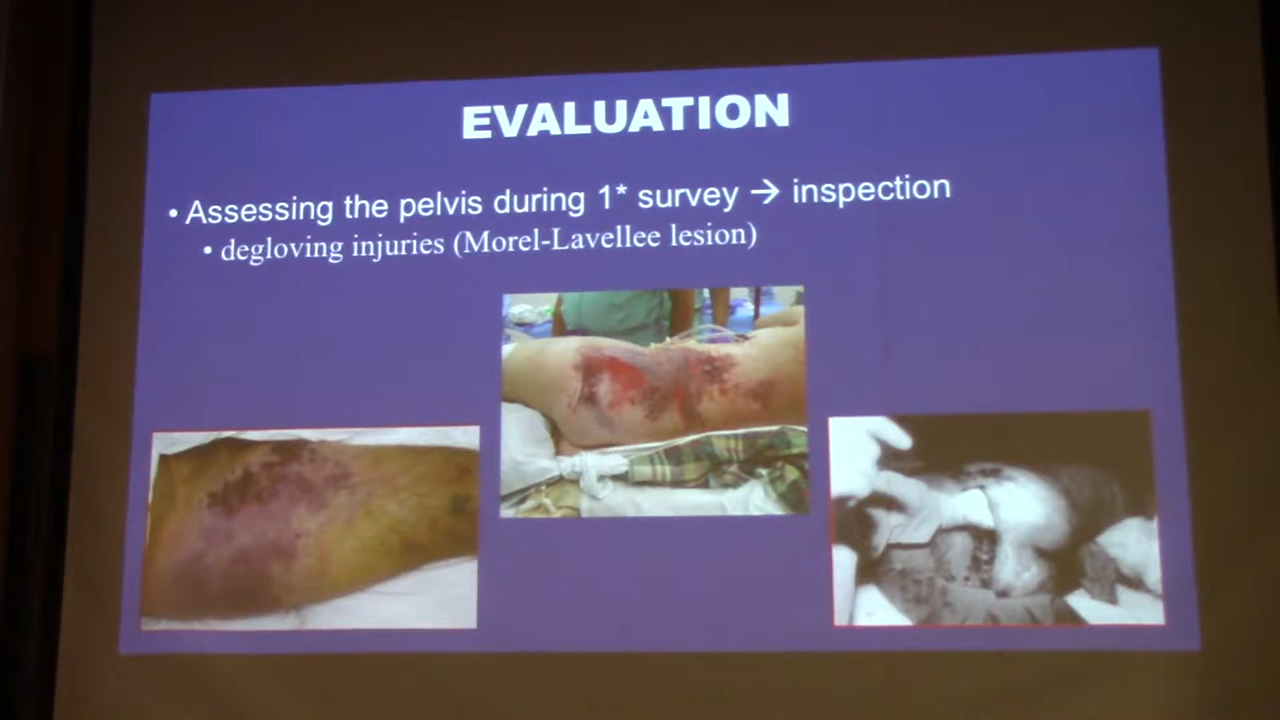 EVALUATION
• Assessing the pelvis during 1* survey → inspection
• degloving injuries (Morel-Lavellee lesion)